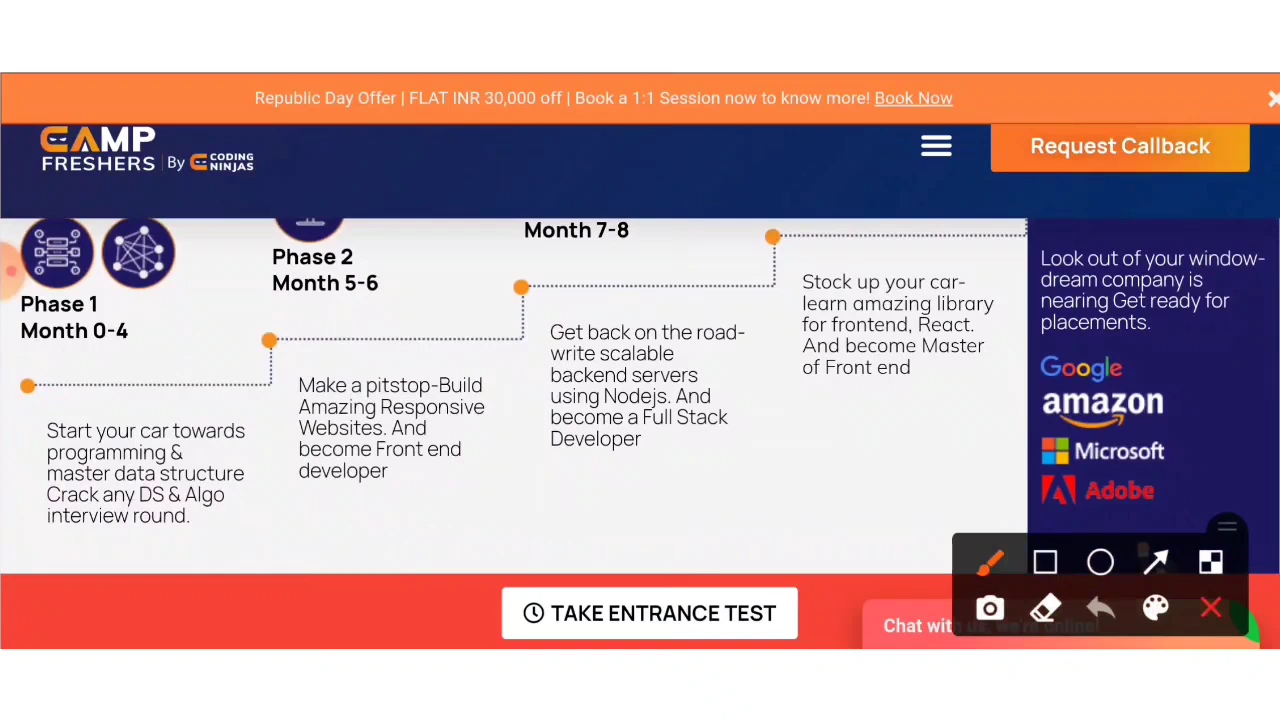 Republic Day Offer | FLAT INR 30,000 off | Book a 1:1 Session now to know more! Book Now
CAMP
FRESHERS | By CODING NINJAS
Request Callback
Phase 1
Month 0-4
Start your car towards
programming &
master data structure
Crack any DS & Algo
interview round.
Phase 2
Month 5-6
Make a pitstop-Build
Amazing Responsive
Websites. And
become Front end
developer
Month 7-8
Get back on the road-
write scalable
backend servers
using Nodejs. And
become a Full Stack
Developer
Stock up your car-
learn amazing library
for frontend, React.
And become Master
of Front end
Look out of your window-
dream company is
nearing Get ready for
placements.
Google
amazon
Microsoft
Adobe
TAKE ENTRANCE TEST
Chat with us, we're online!